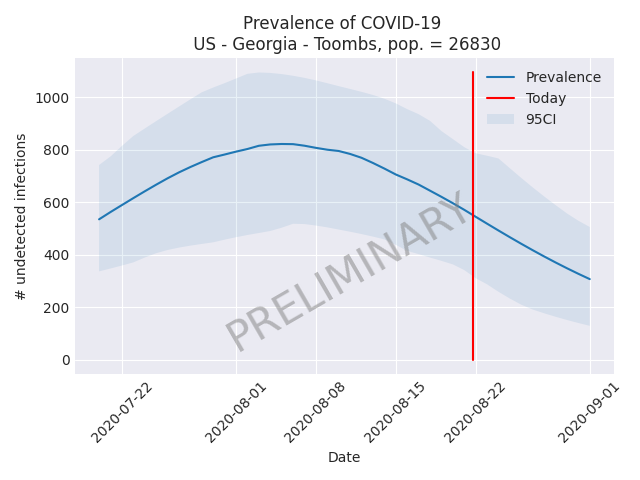 Prevalence of COVID-19
US - Georgia - Toombs, pop. = 26830
Prevalence
Today
95CI
1000
800
600
400
200
0
# undetected infections
PRELIMINARY
2020-07-22
2020-08-01
2020-08-08
2020-08-15
2020-08-22
2020-09-01
Date